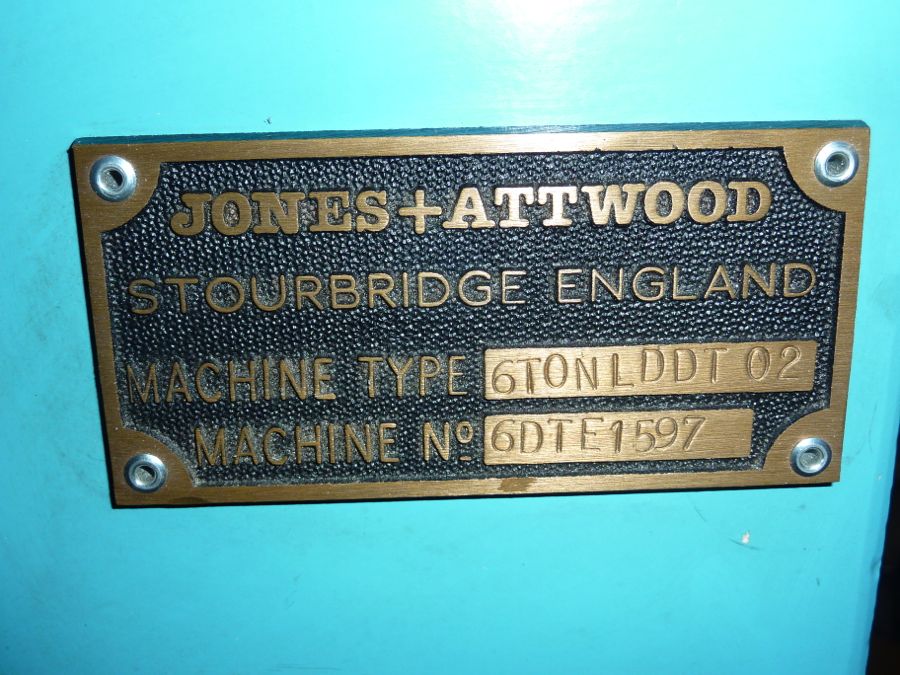 JONES+ATTWOOD
STOURBRIDGE ENGLAND
MACHINE TYPE 6TONLDDT 02
MACHINE Nº 6DTE1597